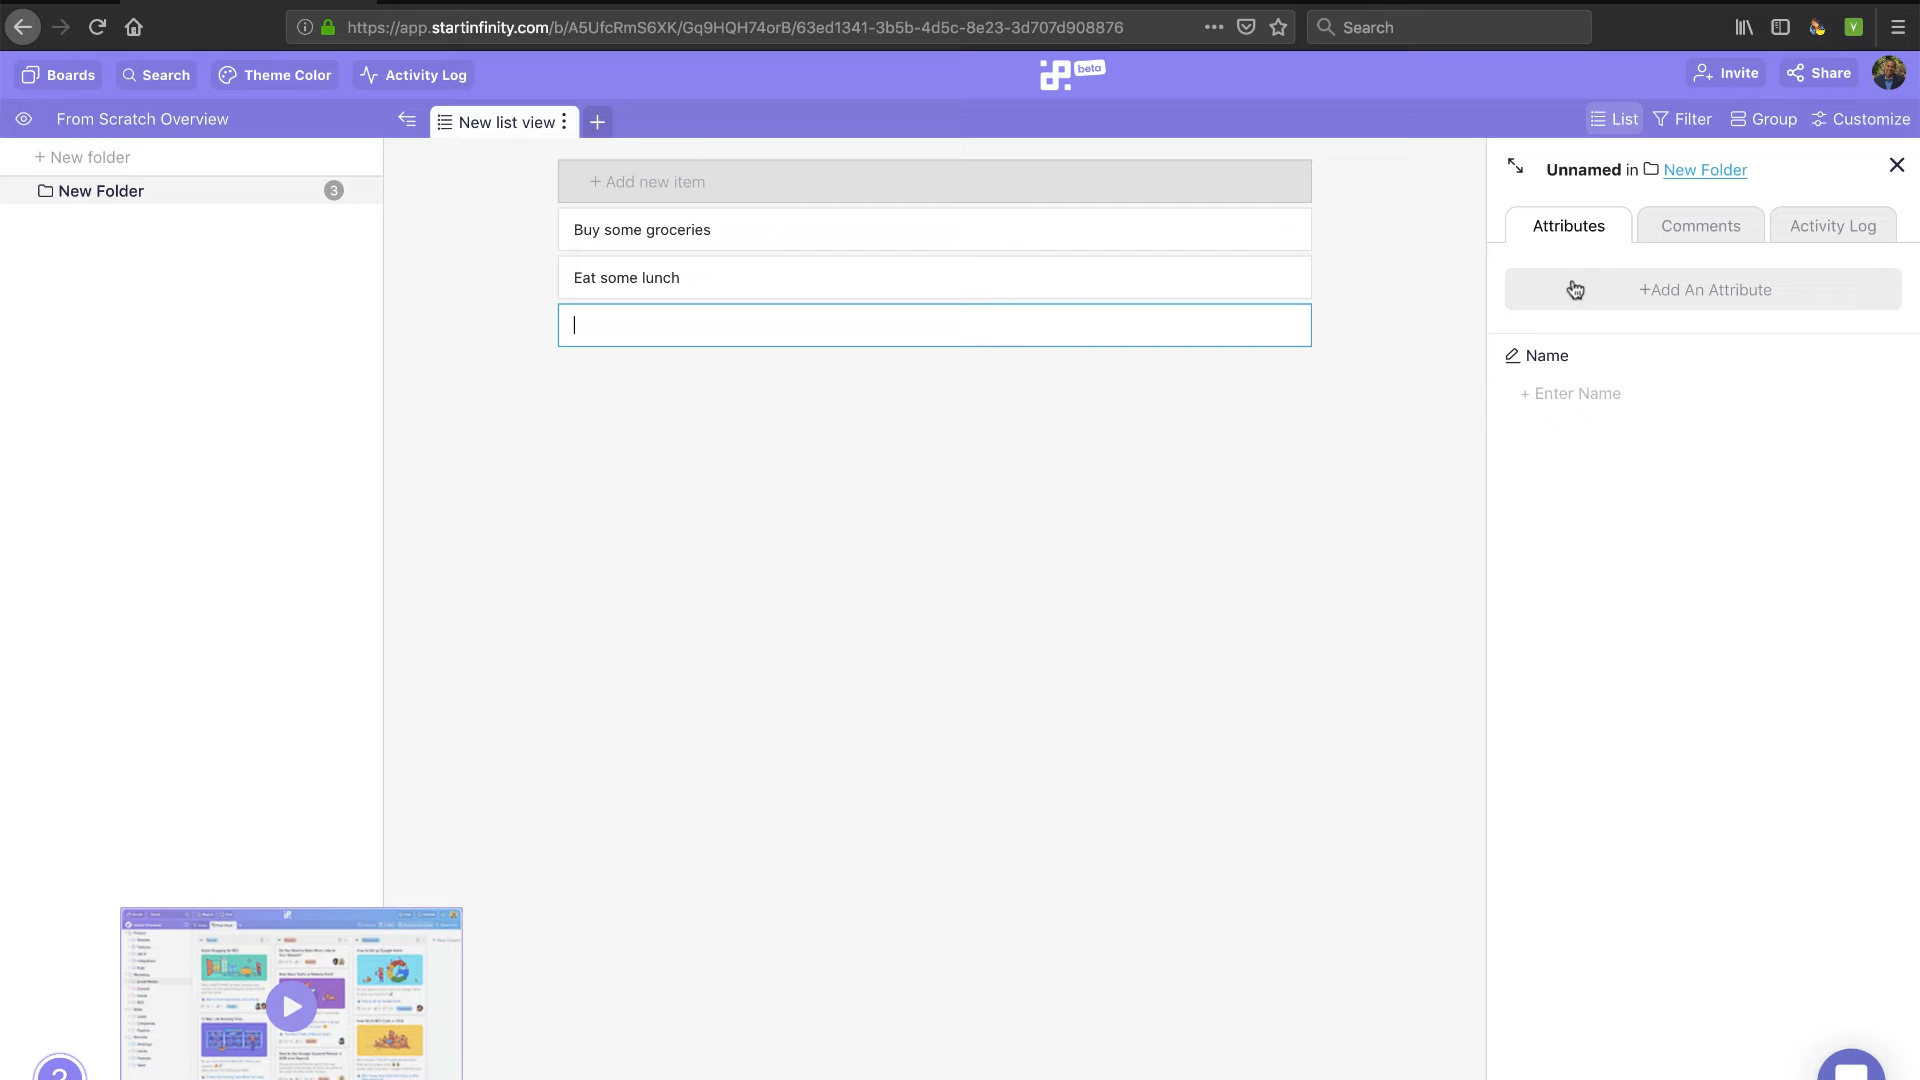 https://app.startinfinity.com/b/A5UfcRmS6XK/Gq9HQH74orB/63ed1341-3b5b-4d5c-8e23-3d707d908876
Search
Boards
Search
Theme Color
Activity Log
beta
Invite
Share
From Scratch Overview
New list view
List
Filter
Group
Customize
+ New folder
New Folder
3
+ Add new item
Buy some groceries
Eat some lunch
Unnamed in New Folder
Attributes
Comments
Activity Log
+Add An Attribute
Name
+ Enter Name
?